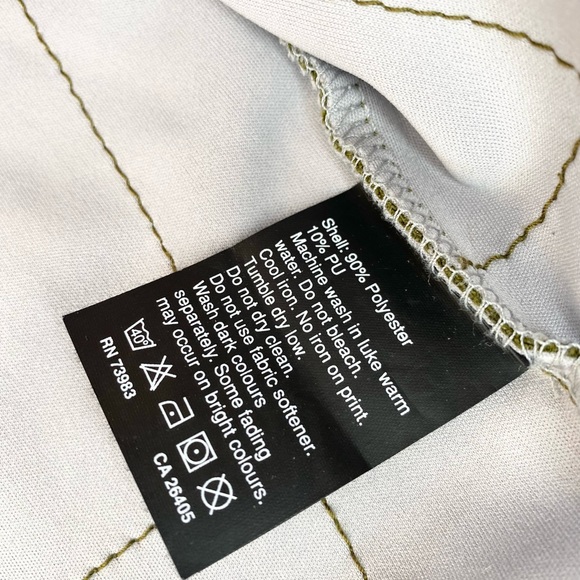 Shell: 90% Polyester
10% PU
Machine wash in luke warm
water. Do not bleach.
Cool iron. No iron on print.
Tumble dry low.
Do not dry clean.
Do not use fabric softener.
Wash dark colours
separately. Some fading
may occur on bright colours.
40°
RN 73983
CA 26405